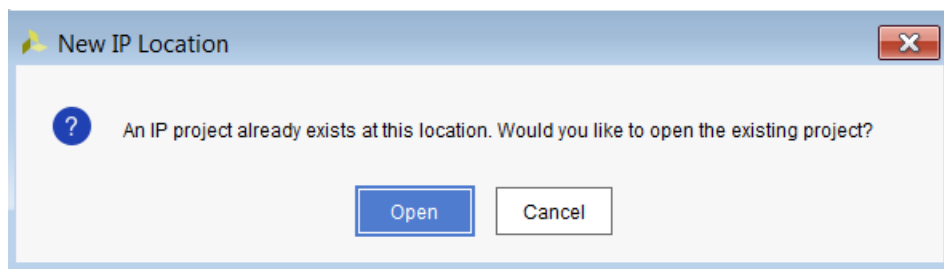 New IP Location
?
An IP project already exists at this location. Would you like to open the existing project?
Open
Cancel